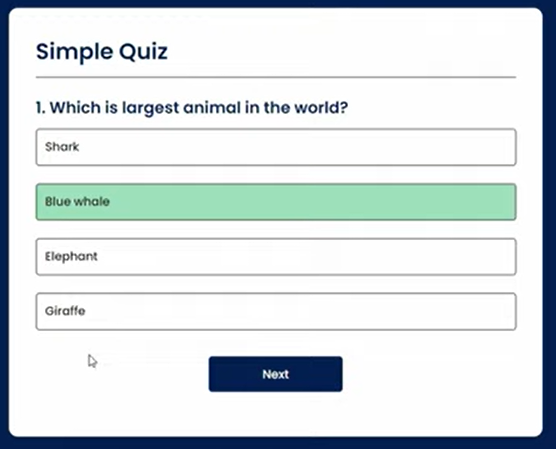 Simple Quiz
1. Which is largest animal in the world?
Shark
Blue whale
Elephant
Giraffe
Next